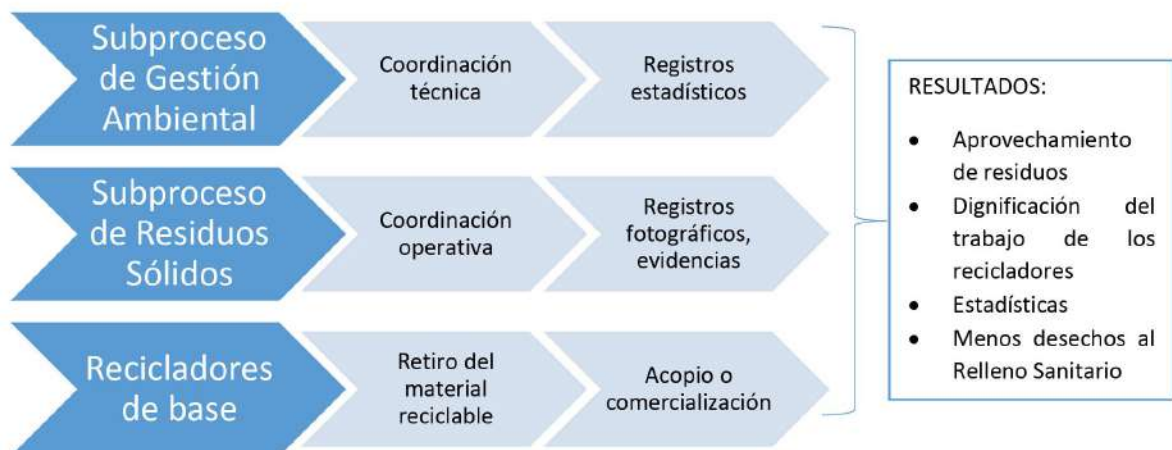 Subproceso
de Gestión
Ambiental
Coordinación
técnica
Registros
estadísticos
Subproceso
de Residuos
Sólidos
Coordinación
operativa
Registros
fotográficos,
evidencias
Recicladores
de base
Retiro del
material
reciclable
Acopio o
comercialización
RESULTADOS:
• Aprovechamiento
de residuos
• Dignificación del
trabajo de los
recicladores
• Estadísticas
• Menos desechos al
Relleno Sanitario